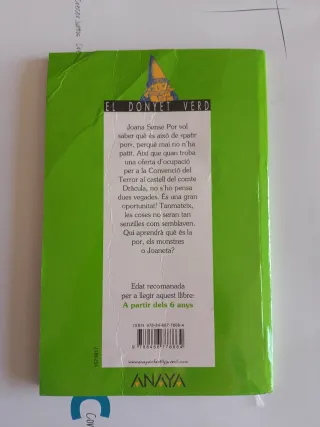 EL DONYET VERD
Joana Sense Por vol
saber què és això de «patir
por», perquè mai no n'ha
patit. Així que quan troba
una oferta d'ocupació
per a la Convenció del
Terror al castell del comte
Dràcula, no s'ho pensa
dues vegades. És una gran
oportunitat! Tanmateix,
les coses no seran tan
senzilles com semblaven.
Qui aprendrà què és la
por, els monstres
o Joaneta?
Edat recomanada
per a llegir aquest llibre:
A partir dels 6 anys
ANAYA